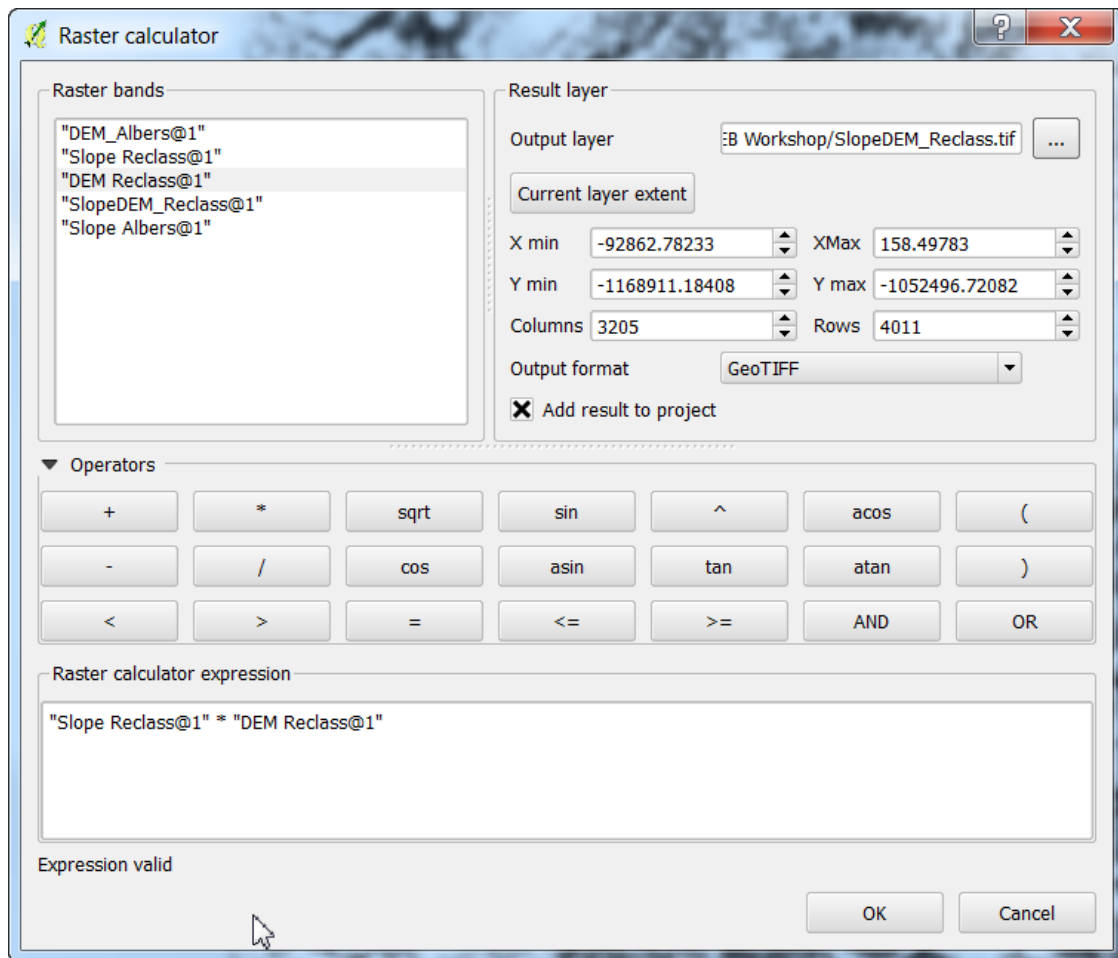 Raster calculator
Raster bands
"DEM_Albers@1"
"Slope Reclass@1"
"DEM Reclass@1"
"SlopeDEM_Reclass@1"
"Slope Albers@1"
Result layer
Output layer EB Workshop/SlopeDEM_Reclass.tif ...
Current layer extent
X min -92862.78233 XMax 158.49783
Y min -1168911.18408 Y max -1052496.72082
Columns 3205 Rows 4011
Output format GeoTIFF
Add result to project
Operators
+ * sqrt sin ^ acos (
- / cos asin tan atan )
< > = <= >= AND OR
Raster calculator expression
"Slope Reclass@1" * "DEM Reclass@1"
Expression valid
OK Cancel